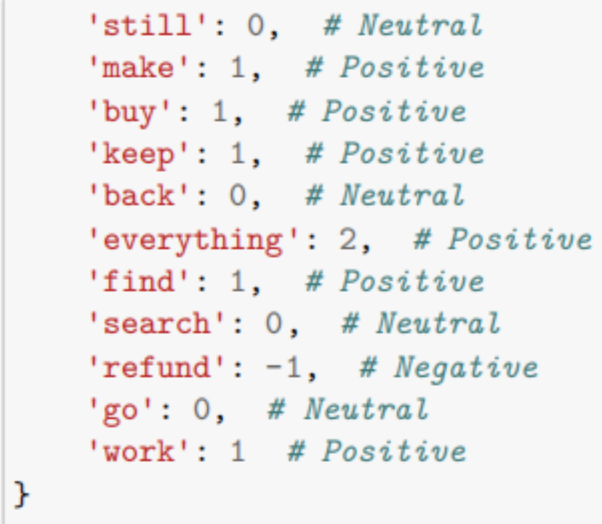 'still': 0,  # Neutral
'make': 1,  # Positive
'buy': 1,  # Positive
'keep': 1,  # Positive
'back': 0,  # Neutral
'everything': 2,  # Positive
'find': 1,  # Positive
'search': 0,  # Neutral
'refund': -1,  # Negative
'go': 0,  # Neutral
'work': 1  # Positive
}